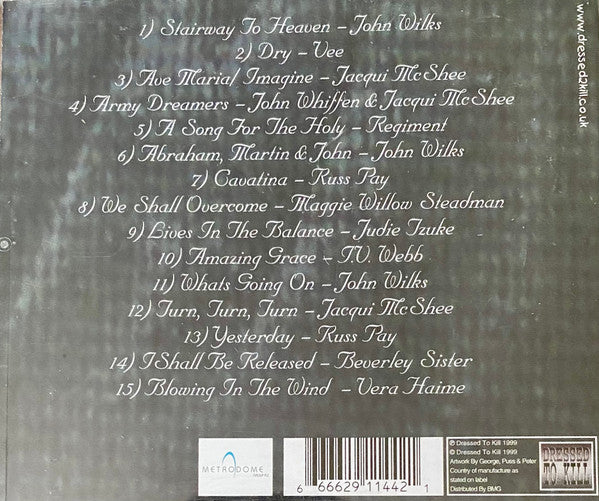 1) Stairway To Heaven – John Wilks
2) Dry – Vee
3) Ave Maria/ Imagine – Jacqui McShee
4) Army Dreamers – John Whiffen & Jacqui McShee
5) A Song For The Holy – Regiment
6) Abraham, Martin & John – John Wilks
7) Cavatina – Russ Pay
8) We Shall Overcome – Maggie Willow Steadman
9) Lives In The Balance – Judie Tzuke
10) Amazing Grace – T.V. Webb
11) Whats Going On – John Wilks
12) Turn, Turn, Turn – Jacqui McShee
13) Yesterday – Russ Pay
14) I Shall Be Released – Beverley Sister
15) Blowing In The Wind – Vera Haime
www.dressed2kill.co.uk
METRODOME
6 66629 11442 1
℗ Dressed To Kill 1999
© Dressed To Kill 1999
Artwork By George, Puss & Peter
Country of manufacture as
stated on label
Distributed By BMG
DRESSED
TO KILL